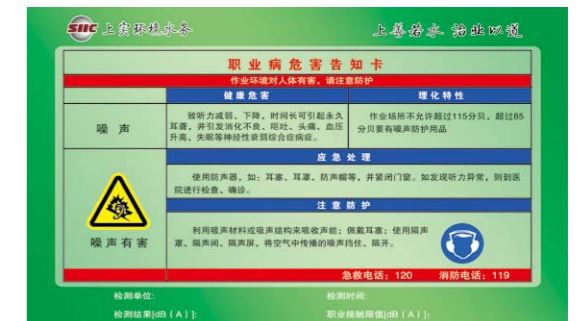 SIIC 上实环境水务
上善若水 治业以道
职业病危害告知卡
作业环境对人体有害，请注意防护
健康危害
理化特性
噪 声
致听力减弱、下降，时间长可引起永久
耳聋，并引发消化不良、呕吐、头痛、血压
升高、失眠等神经性衰弱综合症病症。
作业场所不允许超过115分贝，超过85
分贝要有噪声防护用品
应急处理
使用防声器，如：耳塞、耳罩、防声帽等，并紧闭门窗。如发现听力异常，则到医
院进行检查、确诊。
注意防护
噪声有害
利用吸声材料或吸声结构来吸收声能；佩戴耳塞；使用隔声
罩、隔声间、隔声屏，将空气中传播的噪声挡住、隔开。
急救电话：120 消防电话：119
检测单位:
检测时间:
检测结果[dB（A）]:
职业接触限值[dB（A）]: